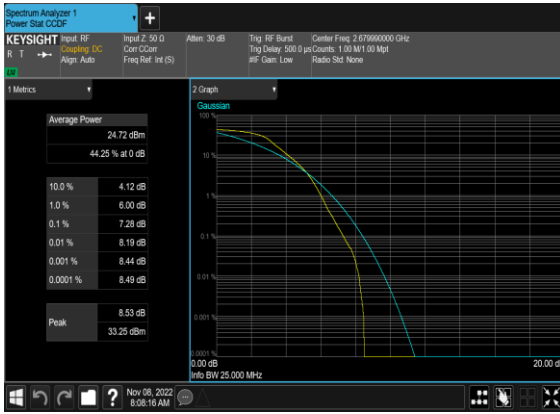 Spectrum Analyzer 1
Power Stat CCDF
+
KEYSIGHT
R T
LW
Input: RF
Coupling: DC
Align: Auto
Input Z: 50 Ω
Corr CCorr
Freq Ref: Int (S)
Atten: 30 dB
Trig: RF Burst
Trig Delay: 500.0 µs
#IF Gain: Low
Center Freq: 2.679990000 GHz
Counts: 1.00 M/1.00 Mpt
Radio Std: None
1 Metrics
Average Power
24.72 dBm
44.25 % at 0 dB
10.0 % 4.12 dB
1.0 % 6.00 dB
0.1 % 7.28 dB
0.01 % 8.19 dB
0.001 % 8.44 dB
0.0001 % 8.49 dB
Peak
8.53 dB
33.25 dBm
2 Graph
Gaussian
100 %
10 %
1 %
0.1 %
0.01 %
0.001 %
0.0001 %
0.00 dB
20.00 d
Info BW 25.000 MHz
?
Nov 08, 2022
8:08:16 AM